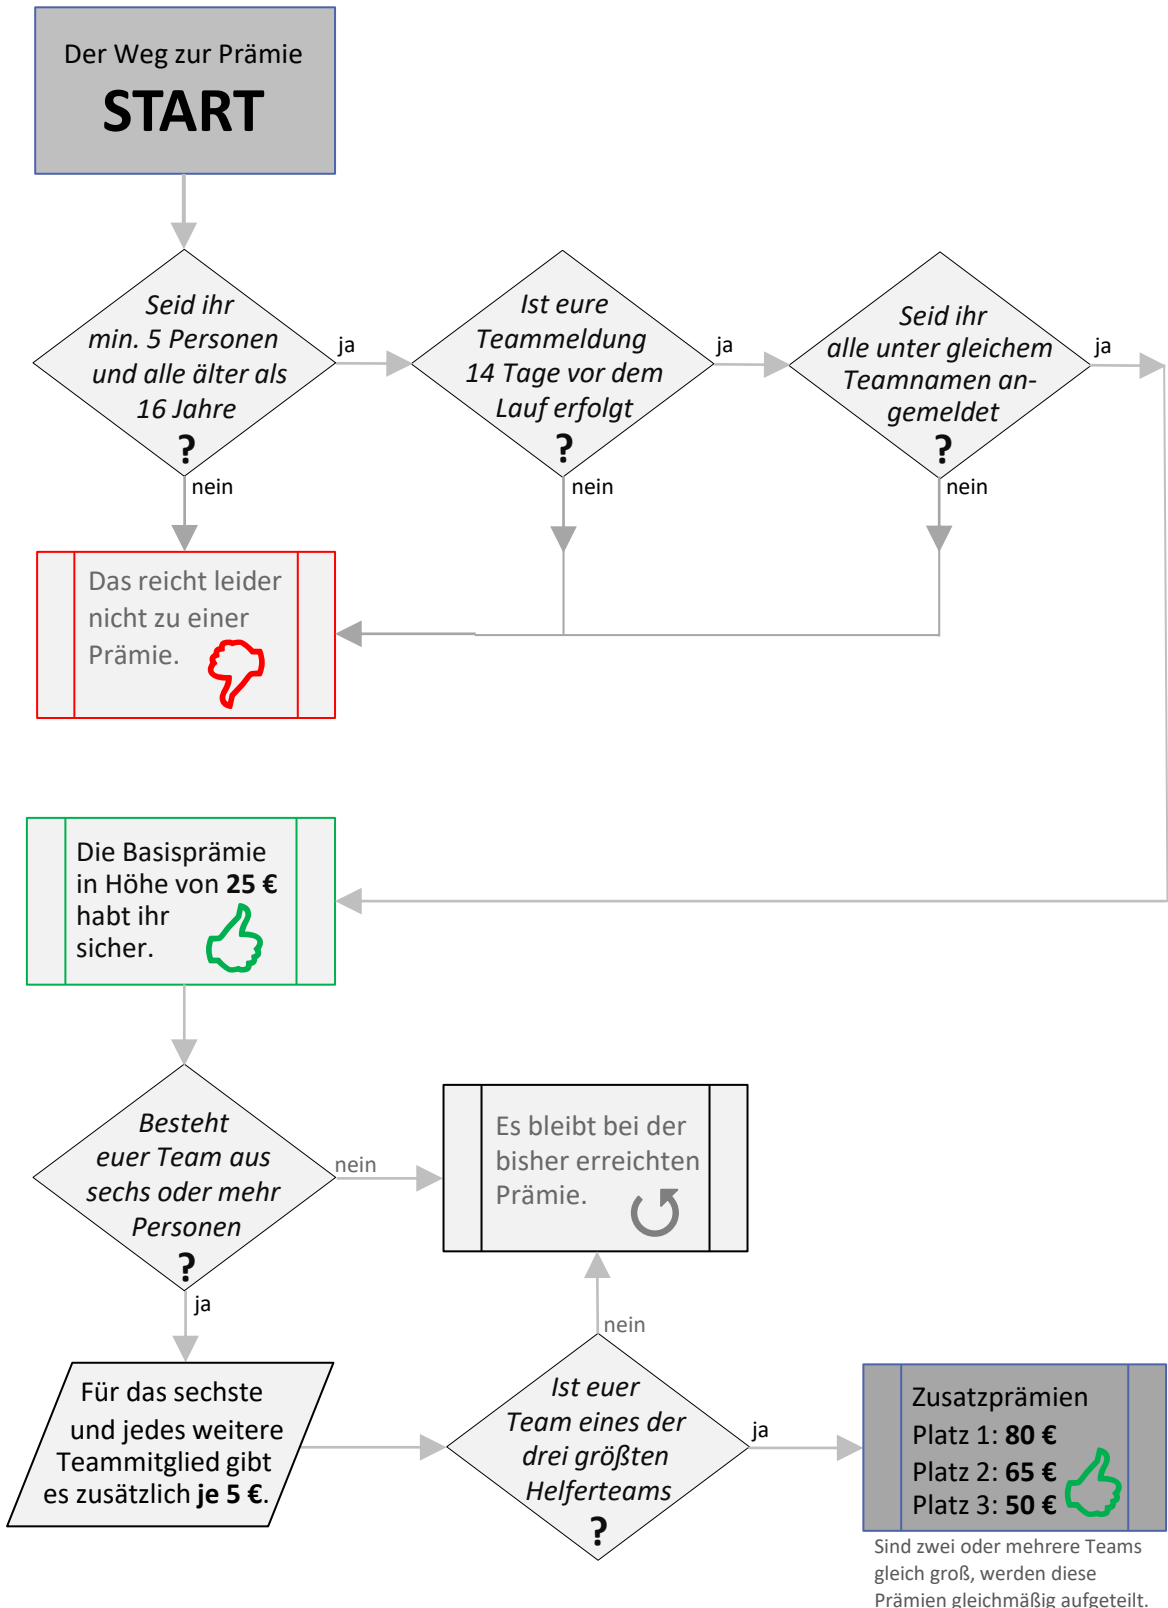 Der Weg zur Prämie
START
Seid ihr
min. 5 Personen
und alle älter als
16 Jahre
?
ja
nein
Ist eure
Teammeldung
14 Tage vor dem
Lauf erfolgt
?
ja
nein
Seid ihr
alle unter gleichem
Teamnamen an-
gemeldet
?
ja
nein
Das reicht leider
nicht zu einer
Prämie.
Die Basisprämie
in Höhe von 25 €
habt ihr
sicher.
Besteht
euer Team aus
sechs oder mehr
Personen
?
nein
ja
Es bleibt bei der
bisher erreichten
Prämie.
Für das sechste
und jedes weitere
Teammitglied gibt
es zusätzlich je 5 €.
nein
Ist euer
Team eines der
drei größten
Helferteams
?
ja
Zusatzprämien
Platz 1: 80 €
Platz 2: 65 €
Platz 3: 50 €
Sind zwei oder mehrere Teams
gleich groß, werden diese
Prämien gleichmäßig aufgeteilt.